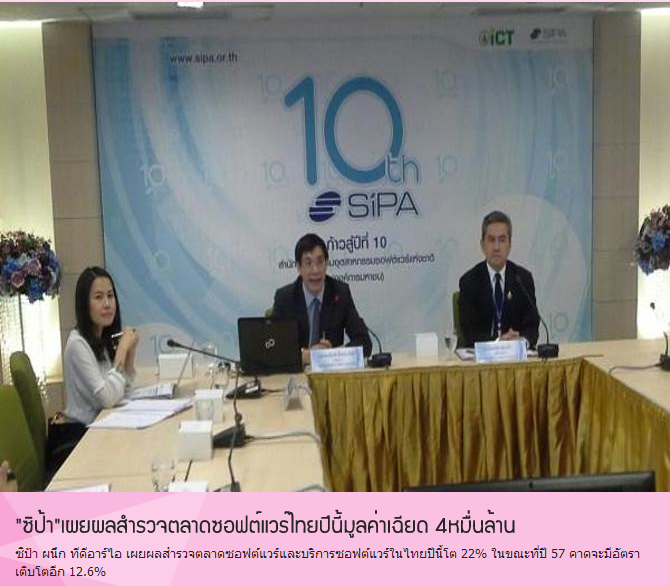 ICT SiPA
www.sipa.or.th
10th
SiPA
ก้าวสู่ปีที่ 10
"ซิป้า"เผยผลสำรวจตลาดซอฟต์แวร์ไทยปีนี้มูลค่าเฉียด 4หมื่นล้าน
ซิป้า ผนึก ทีดีอาร์ไอ เผยผลสำรวจตลาดซอฟต์แวร์และบริการซอฟต์แวร์ในไทยปีนี้โต 22% ในขณะที่ปี 57 คาดจะมีอัตรา
เติบโตอีก 12.6%